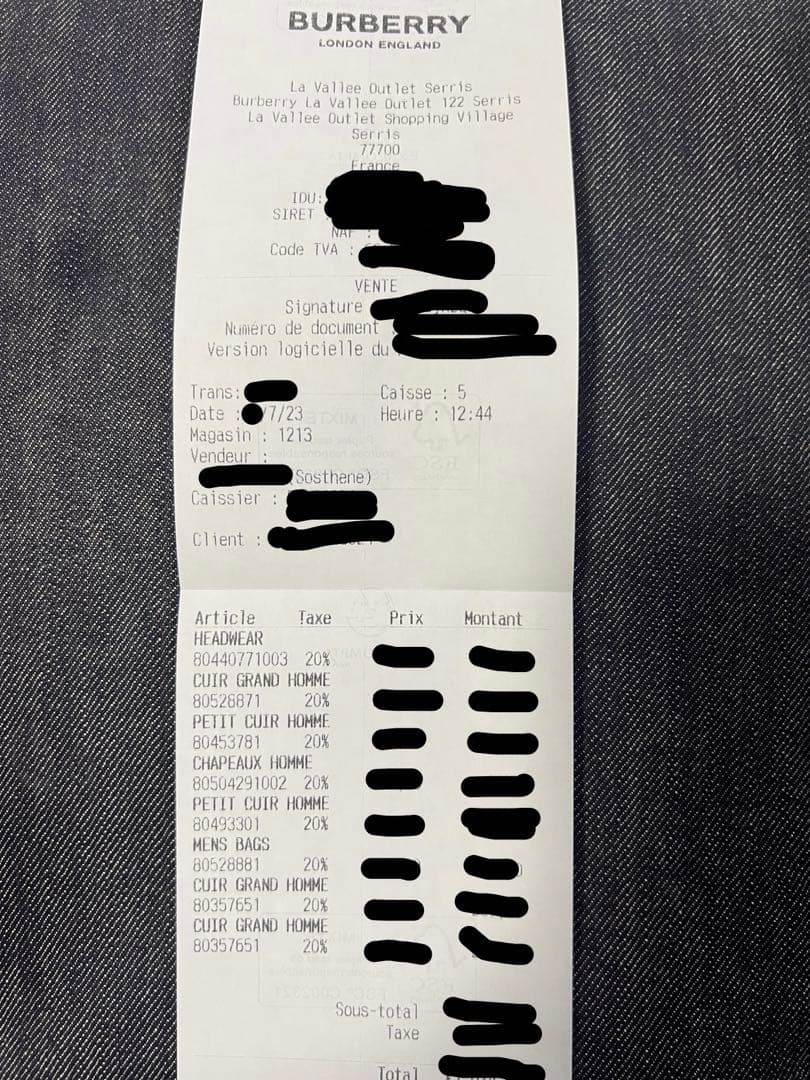 BURBERRY
LONDON ENGLAND
La Vallee Outlet Serris
Burberry La Vallee Outlet 122 Serris
La Vallee Outlet Shopping Village
Serris
77700
France
IDU:
SIRET
NAF :
Code TVA :
VENTE
Signature
Numéro de document
Version logicielle du
Trans: Caisse : 5
Date : /7/23 Heure : 12:44
Magasin : 1213
Vendeur :
(Sosthene)
Caissier :
Client :
Article Taxe Prix Montant
HEADWEAR
80440771003 20%
CUIR GRAND HOMME
80528871 20%
PETIT CUIR HOMME
80453781 20%
CHAPEAUX HOMME
80504291002 20%
PETIT CUIR HOMME
80493301 20%
MENS BAGS
80528881 20%
CUIR GRAND HOMME
80357651 20%
CUIR GRAND HOMME
80357651 20%
Sous-total
Taxe
Total